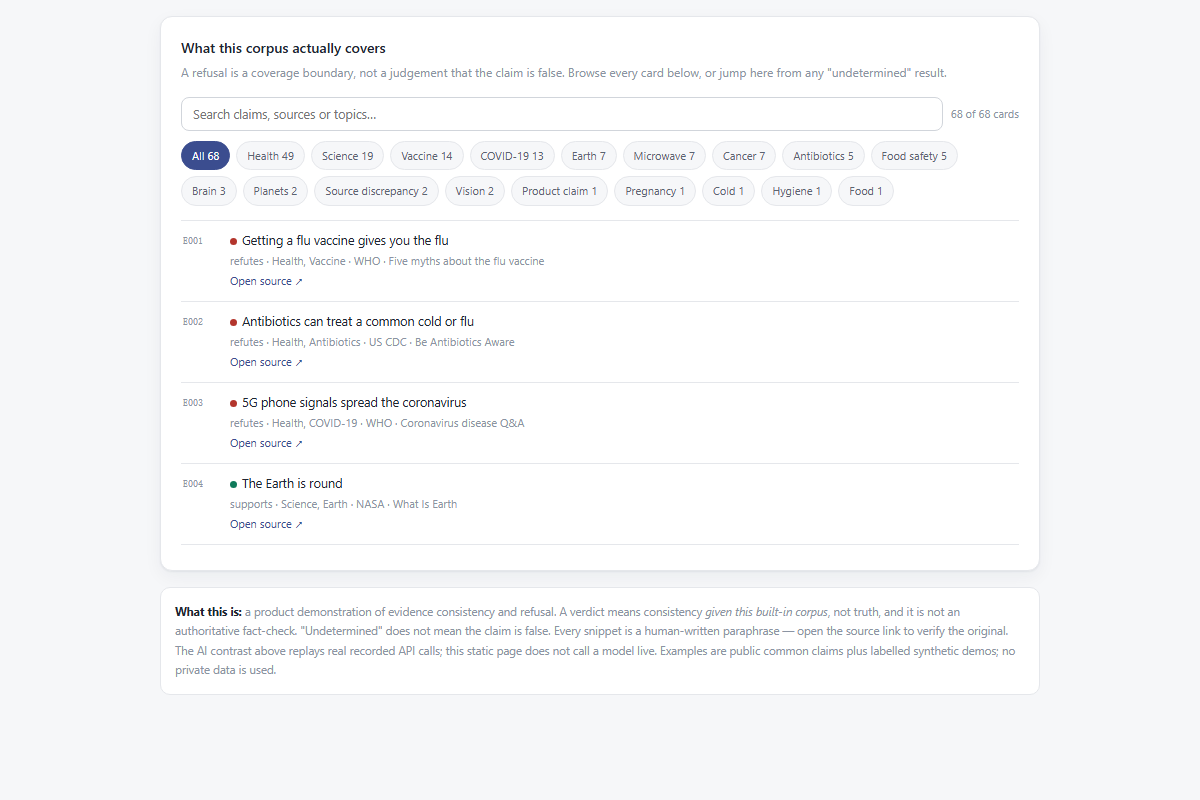 What this corpus actually covers
A refusal is a coverage boundary, not a judgement that the claim is false. Browse every card below, or jump here from any "undetermined" result.
Search claims, sources or topics...
68 of 68 cards
All 68 Health 49 Science 19 Vaccine 14 COVID-19 13 Earth 7 Microwave 7 Cancer 7 Antibiotics 5 Food safety 5
Brain 3 Planets 2 Source discrepancy 2 Vision 2 Product claim 1 Pregnancy 1 Cold 1 Hygiene 1 Food 1
E001 Getting a flu vaccine gives you the flu
refutes · Health, Vaccine · WHO · Five myths about the flu vaccine
Open source ↗
E002 Antibiotics can treat a common cold or flu
refutes · Health, Antibiotics · US CDC · Be Antibiotics Aware
Open source ↗
E003 5G phone signals spread the coronavirus
refutes · Health, COVID-19 · WHO · Coronavirus disease Q&A
Open source ↗
E004 The Earth is round
supports · Science, Earth · NASA · What Is Earth
Open source ↗
What this is: a product demonstration of evidence consistency and refusal. A verdict means consistency given this built-in corpus, not truth, and it is not an
authoritative fact-check. "Undetermined" does not mean the claim is false. Every snippet is a human-written paraphrase — open the source link to verify the original.
The AI contrast above replays real recorded API calls; this static page does not call a model live. Examples are public common claims plus labelled synthetic demos; no
private data is used.